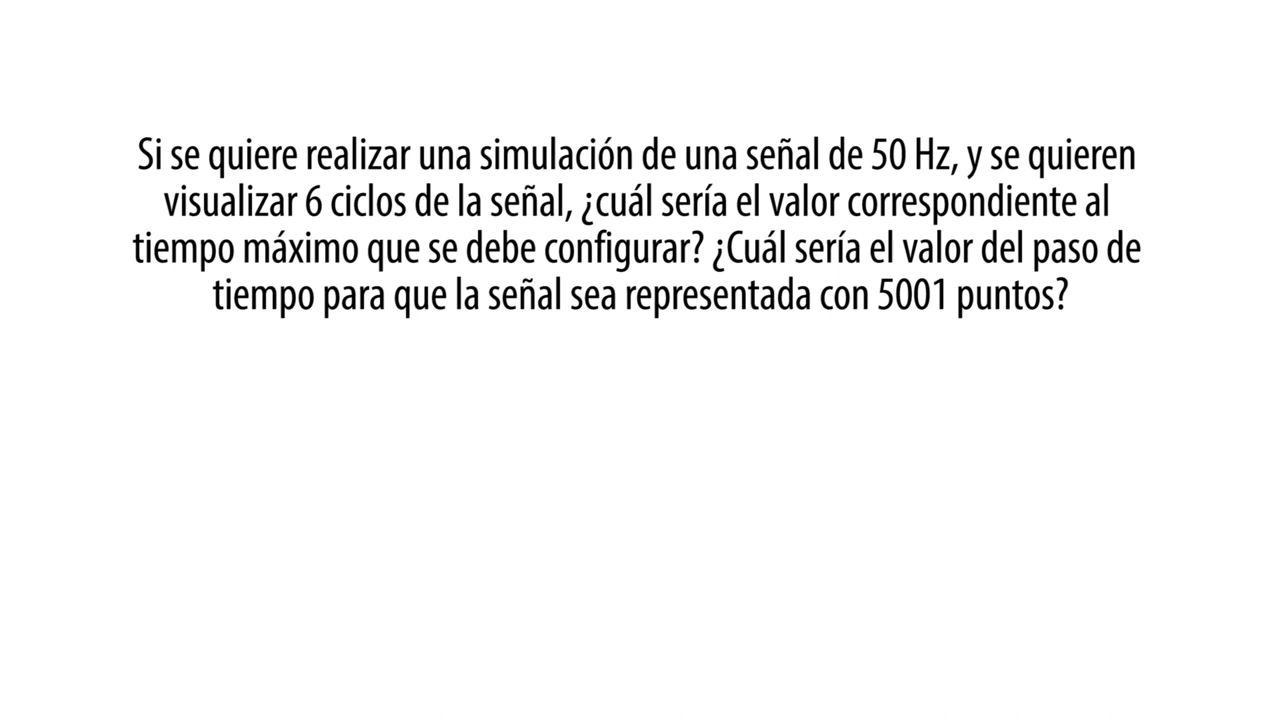 Si se quiere realizar una simulación de una señal de 50 Hz, y se quieren
visualizar 6 ciclos de la señal, ¿cuál sería el valor correspondiente al
tiempo máximo que se debe configurar? ¿Cuál sería el valor del paso de
tiempo para que la señal sea representada con 5001 puntos?